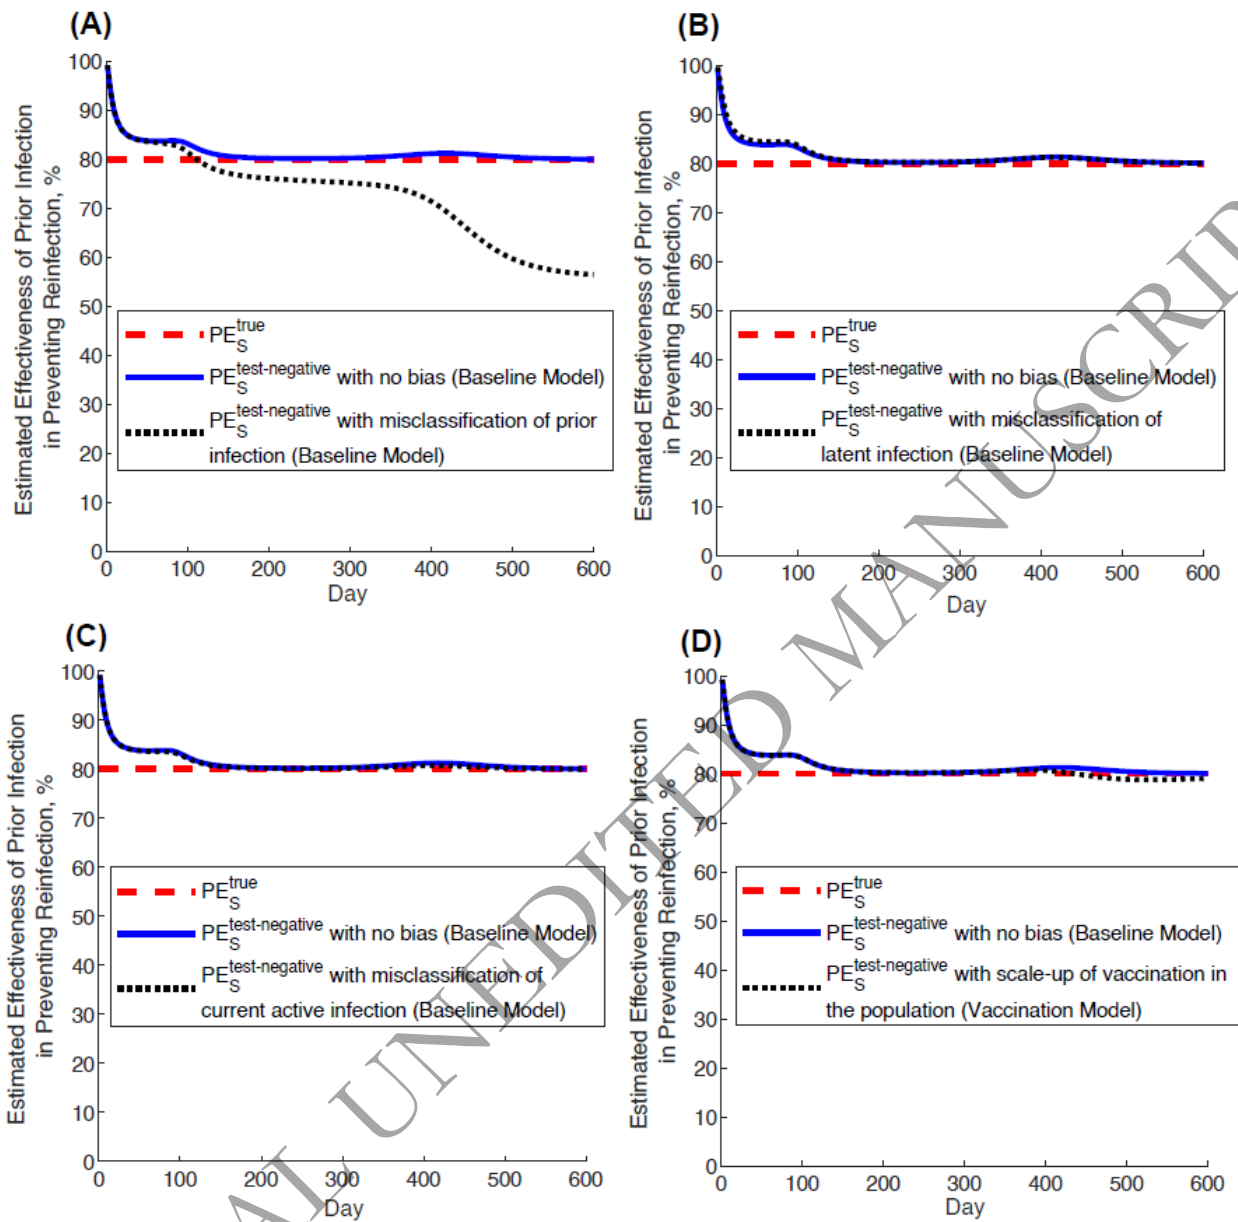 (A)
Estimated Effectiveness of Prior Infection
in Preventing Reinfection, %
100
90
80
70
60
50
40
30
20
10
0
PE_S^true
PE_S^test-negative with no bias (Baseline Model)
PE_S^test-negative with misclassification of prior
infection (Baseline Model)
0 100 200 300 400 500 600
Day
(B)
Estimated Effectiveness of Prior Infection
in Preventing Reinfection, %
100
90
80
70
60
50
40
30
20
10
0
PE_S^true
PE_S^test-negative with no bias (Baseline Model)
PE_S^test-negative with misclassification of
latent infection (Baseline Model)
0 100 200 300 400 500 600
Day
(C)
Estimated Effectiveness of Prior Infection
in Preventing Reinfection, %
100
90
80
70
60
50
40
30
20
10
0
PE_S^true
PE_S^test-negative with no bias (Baseline Model)
PE_S^test-negative with misclassification of
current active infection (Baseline Model)
0 100 200 300 400 500 600
Day
(D)
Estimated Effectiveness of Prior Infection
in Preventing Reinfection, %
100
90
80
70
60
50
40
30
20
10
0
PE_S^true
PE_S^test-negative with no bias (Baseline Model)
PE_S^test-negative with scale-up of vaccination in
the population (Vaccination Model)
0 100 200 300 400 500 600
Day
AL UNEDITED MANUSCRIP